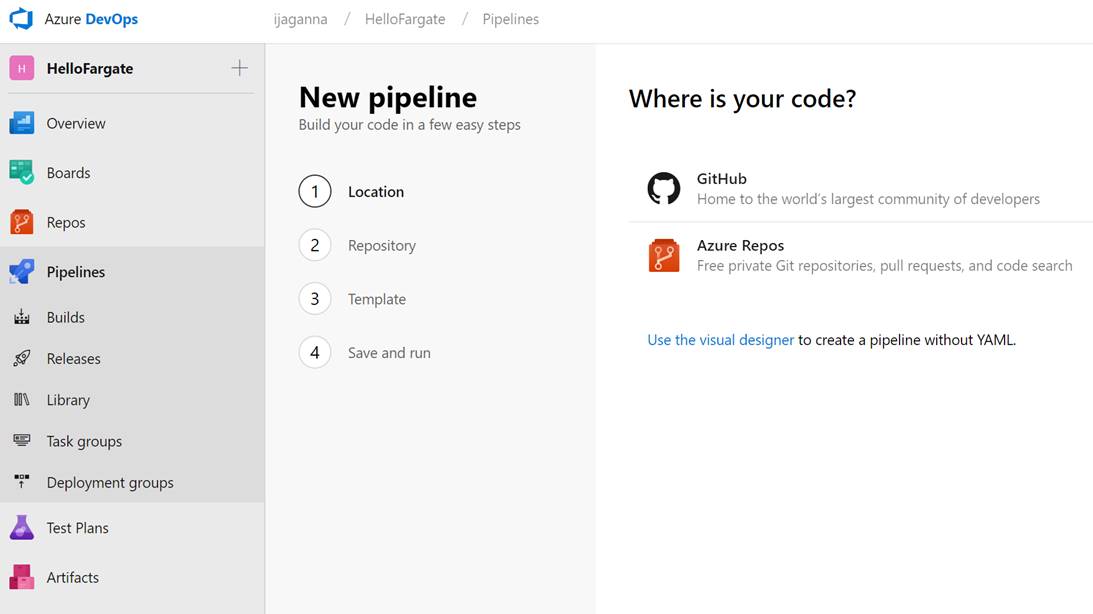 Azure DevOps
ijaganna / HelloFargate / Pipelines
H HelloFargate
Overview
Boards
Repos
Pipelines
Builds
Releases
Library
Task groups
Deployment groups
Test Plans
Artifacts
New pipeline
Build your code in a few easy steps
1 Location
2 Repository
3 Template
4 Save and run
Where is your code?
GitHub
Home to the world’s largest community of developers
Azure Repos
Free private Git repositories, pull requests, and code search
Use the visual designer to create a pipeline without YAML.